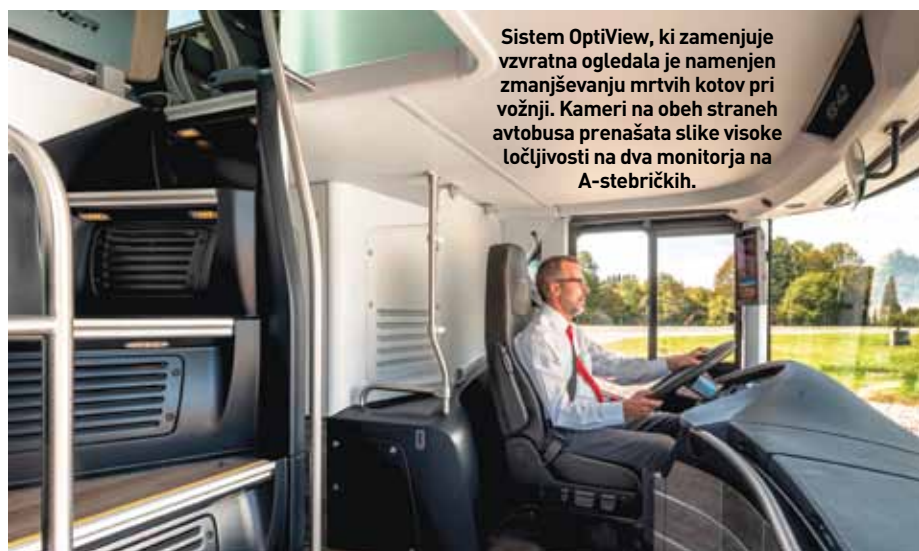 Sistem OptiView, ki zamenjuje
vzvratna ogledala je namenjen
zmanjševanju mrtvih kotov pri
vožnji. Kameri na obeh straneh
avtobusa prenašata slike visoke
ločljivosti na dva monitorja na
A-stebričkih.